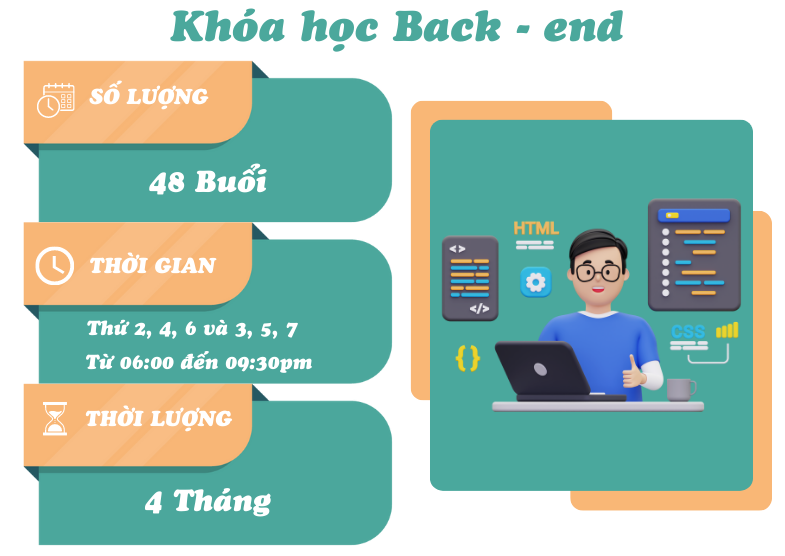 Khóa học Back - end
SỐ LƯỢNG
48 Buổi
THỜI GIAN
Thứ 2, 4, 6 và 3, 5, 7
Từ 06:00 đến 09:30pm
THỜI LƯỢNG
4 Tháng
HTML
<>
</>
{}
CSS